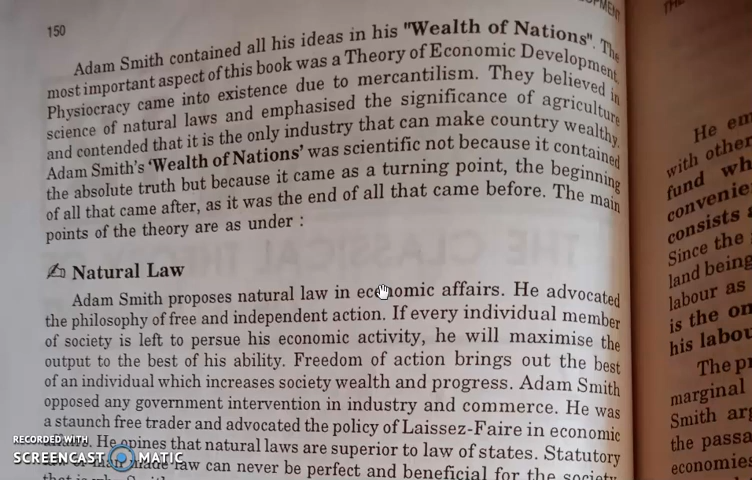 150
Adam Smith contained all his ideas in his "Wealth of Nations". The
most important aspect of this book was a Theory of Economic Development.
Physiocracy came into existence due to mercantilism. They believed in
science of natural laws and emphasised the significance of agriculture
and contended that it is the only industry that can make country wealthy.
Adam Smith's 'Wealth of Nations' was scientific not because it contained
the absolute truth but because it came as a turning point, the beginning
of all that came after, as it was the end of all that came before. The main
points of the theory are as under :
Natural Law
Adam Smith proposes natural law in economic affairs. He advocated
the philosophy of free and independent action. If every individual member
of society is left to persue his economic activity, he will maximise the
output to the best of his ability. Freedom of action brings out the best
of an individual which increases society wealth and progress. Adam Smith
opposed any government intervention in industry and commerce. He was
a staunch free trader and advocated the policy of Laissez-Faire in economic
He opines that natural laws are superior to law of states. Statutory
made law can never be perfect and beneficial for the society
He em
with other
fund wh
convenie
consists a
Since the
land being
labour as
is the on
his labou
The pr
marginal
Smith arg
the passa
economies
RECORDED WITH
SCREENCAST MATIC